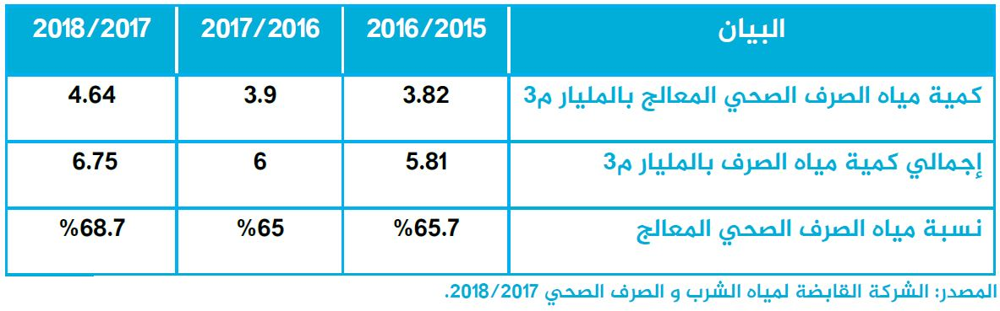 البيان 2016/2015 2017/2016 2018/2017
كمية مياه الصرف الصحي المعالج بالمليار م3 3.82 3.9 4.64
إجمالي كمية مياه الصرف بالمليار م3 5.81 6 6.75
نسبة مياه الصرف الصحي المعالج %65.7 %65 %68.7
المصدر: الشركة القابضة لمياه الشرب و الصرف الصحي 2018/2017.